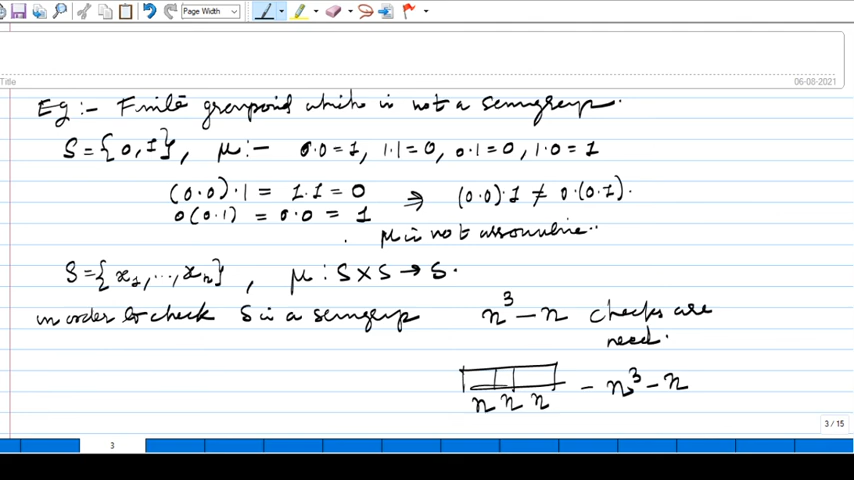 Page Width
Title
06-08-2021
Eg :- Finite groupoid which is not a semigroup.
S = {0, 1}, μ :- 0.0 = 1, 1.1 = 0, 0.1 = 0, 1.0 = 1
(0.0).1 = 1.1 = 0 ⇒ (0.0).1 ≠ 0.(0.1).
0(0.1) = 0.0 = 1
μ is not associative.
S = {x₁, ..., xₙ}, μ : S × S → S.
in order to check S is a semigroup n³ − n checks are
need.
n n n − n³ − n
3 / 15
3